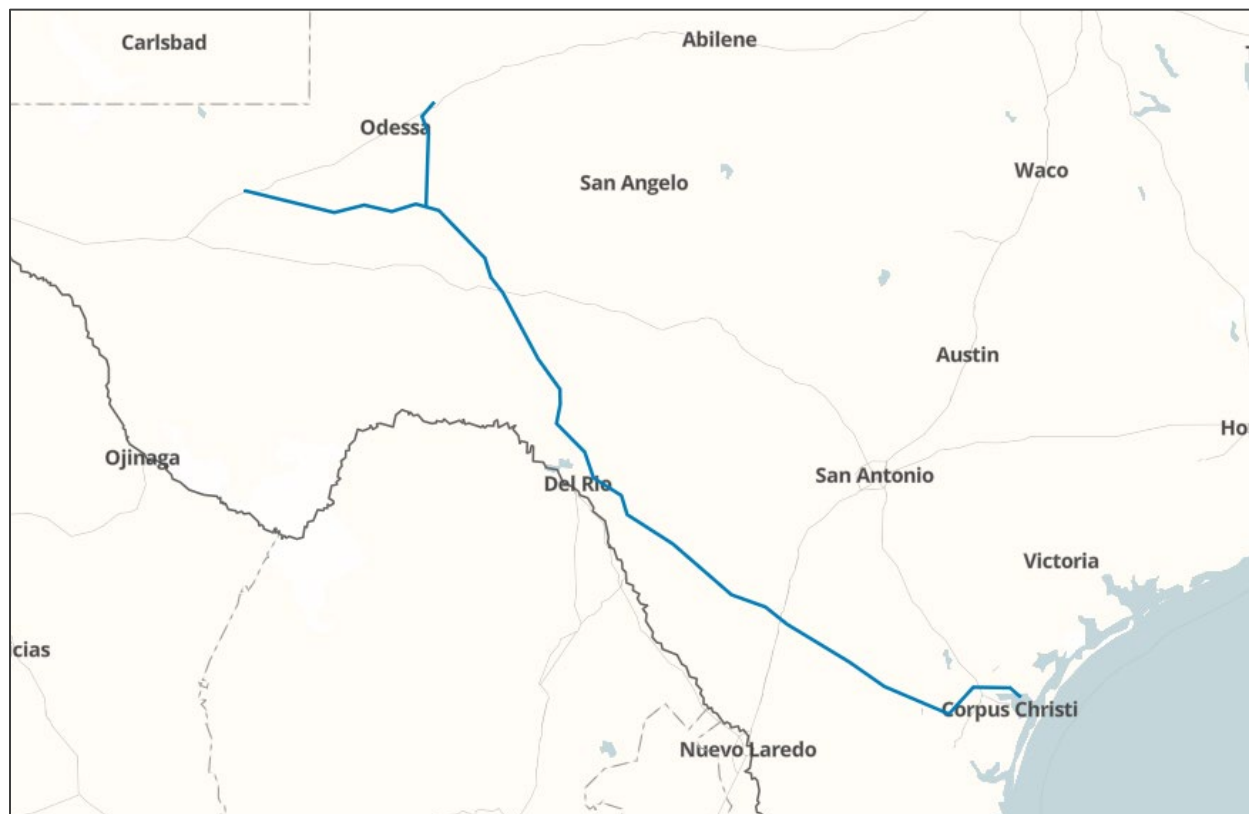 Carlsbad
Abilene
Odessa
San Angelo
Waco
Austin
Ho
Ojinaga
Del Rio
San Antonio
Victoria
cias
Corpus Christi
Nuevo Laredo